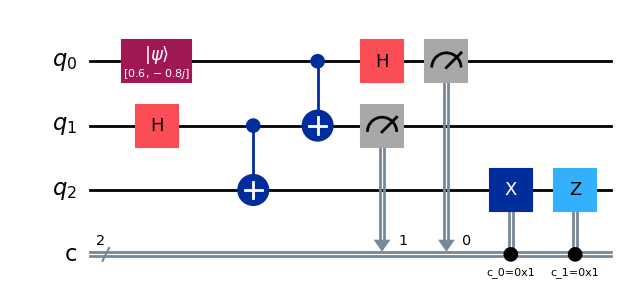 q0 |ψ⟩ H
[0.6, −0.8j]
q1 H
q2 X Z
c 2 1 0
c_0=0x1 c_1=0x1